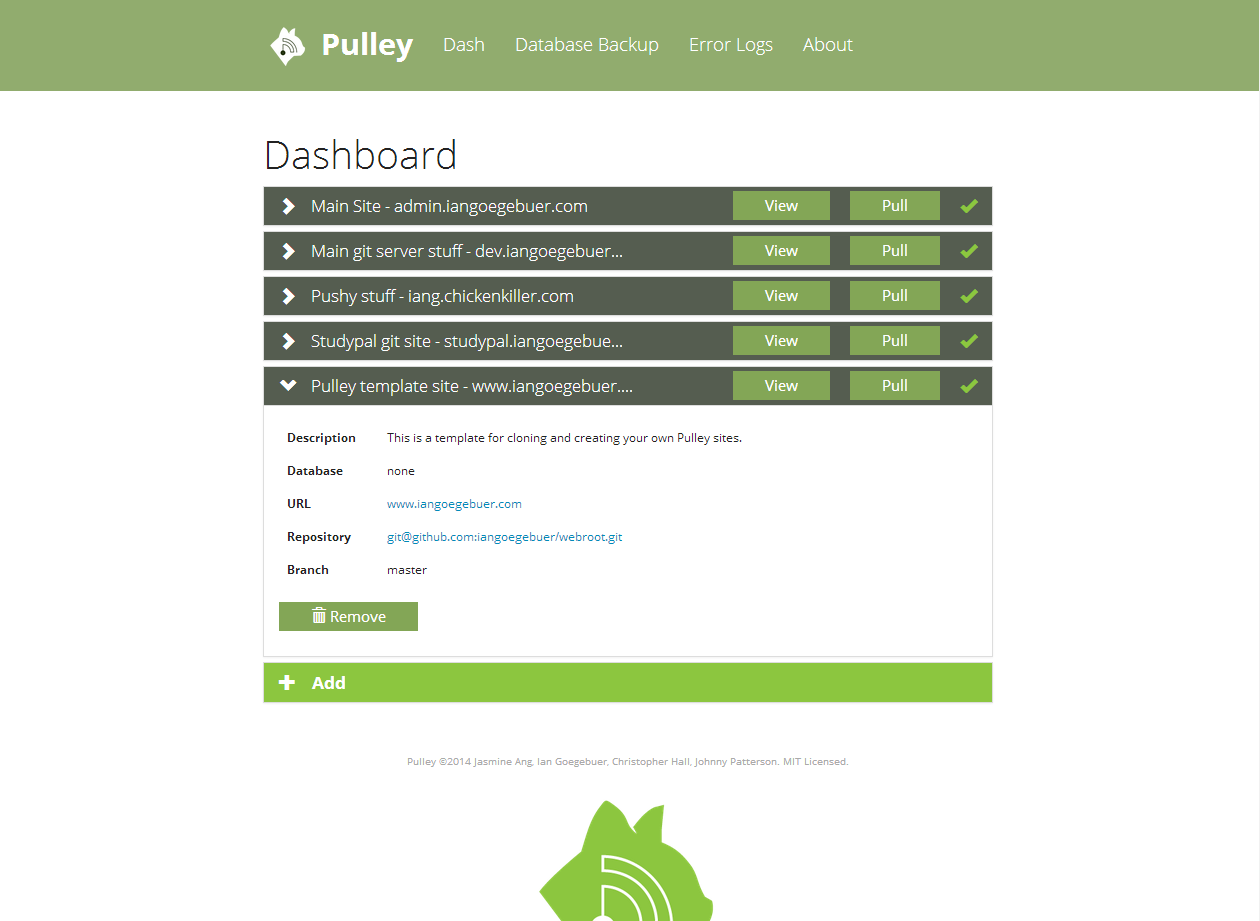 Pulley Dash Database Backup Error Logs About
Dashboard
Main Site - admin.iangoegebuer.com View Pull
Main git server stuff - dev.iangoegebuer... View Pull
Pushy stuff - iang.chickenkiller.com View Pull
Studypal git site - studypal.iangoegebue... View Pull
Pulley template site - www.iangoegebuer.... View Pull
Description This is a template for cloning and creating your own Pulley sites.
Database none
URL www.iangoegebuer.com
Repository git@github.com:iangoegebuer/webroot.git
Branch master
Remove
Add
Pulley ©2014 Jasmine Ang, Ian Goegebuer, Christopher Hall, Johnny Patterson. MIT Licensed.